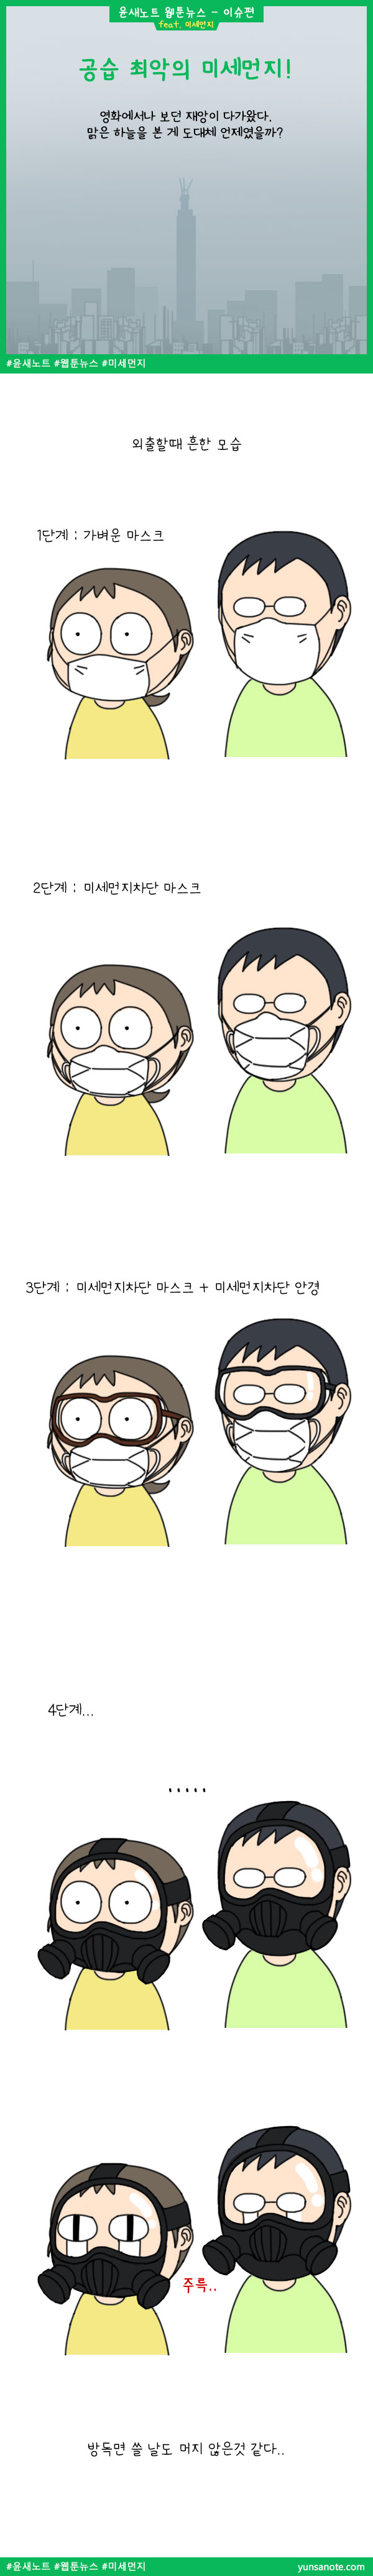 윤새노트 웹툰뉴스 - 이슈편
feat. 미세먼지
공습 최악의 미세먼지!
영화에서나 보던 재앙이 다가왔다.
맑은 하늘을 본 게 도대체 언제였을까?
#윤새노트 #웹툰뉴스 #미세먼지
외출할때 흔한 모습
1단계 : 가벼운 마스크
2단계 : 미세먼지차단 마스크
3단계 : 미세먼지차단 마스크 + 미세먼지차단 안경
4단계...
.....
주륵..
방독면 쓸 날도 머지 않은것 같다..
#윤새노트 #웹툰뉴스 #미세먼지
yunsanote.com